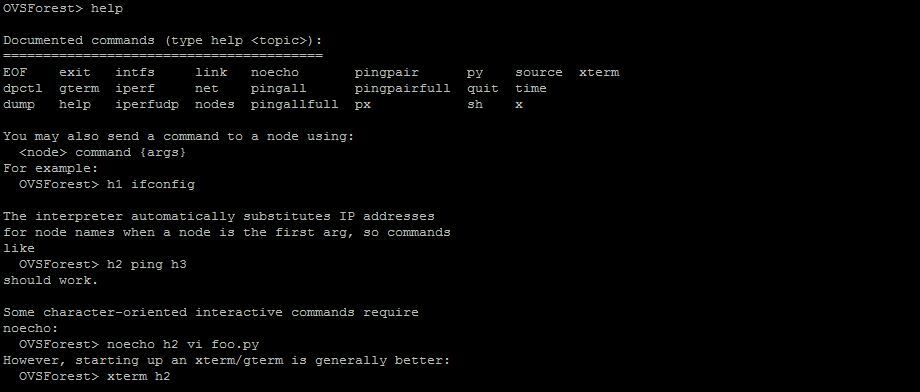 OVSForest> help
Documented commands (type help <topic>):
========================================
EOF    exit   intfs     link   noecho       pingpair      py    source  xterm
dpctl  gterm  iperf     net    pingall      pingpairfull  quit  time
dump   help   iperfudp  nodes  pingallfull  px            sh    x
You may also send a command to a node using:
  <node> command {args}
For example:
  OVSForest> h1 ifconfig
The interpreter automatically substitutes IP addresses
for node names when a node is the first arg, so commands
like
  OVSForest> h2 ping h3
should work.
Some character-oriented interactive commands require
noecho:
  OVSForest> noecho h2 vi foo.py
However, starting up an xterm/gterm is generally better:
  OVSForest> xterm h2